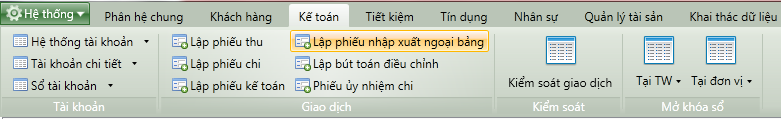 Hệ thống Phân hệ chung Khách hàng Kế toán Tiết kiệm Tín dụng Nhân sự Quản lý tài sản Khai thác dữ liệu
Hệ thống tài khoản
Tài khoản chi tiết
Sổ tài khoản
Tài khoản
Lập phiếu thu
Lập phiếu chi
Lập phiếu kế toán
Lập phiếu nhập xuất ngoại bảng
Lập bút toán điều chỉnh
Phiếu ủy nhiệm chi
Giao dịch
Kiểm soát giao dịch
Kiểm soát
Tại TW
Tại đơn vị
Mở khóa sổ